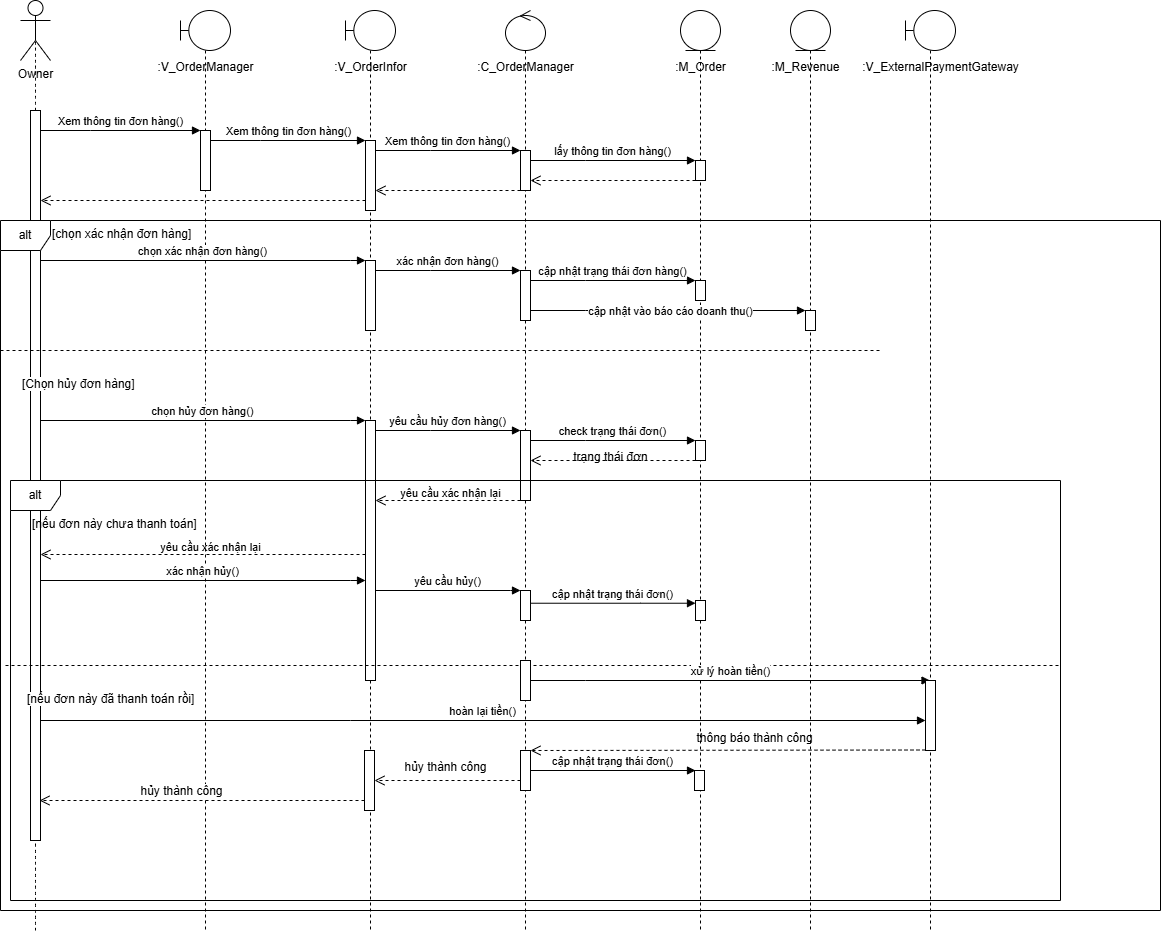 Owner
:V_OrderManager
:V_OrderInfor
:C_OrderManager
:M_Order
:M_Revenue
:V_ExternalPaymentGateway
Xem thông tin đơn hàng()
Xem thông tin đơn hàng()
Xem thông tin đơn hàng()
lấy thông tin đơn hàng()
alt
[chọn xác nhận đơn hàng]
chọn xác nhận đơn hàng()
xác nhận đơn hàng()
cập nhật trạng thái đơn hàng()
cập nhật vào báo cáo doanh thu()
[Chọn hủy đơn hàng]
chọn hủy đơn hàng()
yêu cầu hủy đơn hàng()
check trạng thái đơn()
trạng thái đơn
alt
yêu cầu xác nhận lại
[nếu đơn này chưa thanh toán]
yêu cầu xác nhận lại
xác nhận hủy()
yêu cầu hủy()
cập nhật trạng thái đơn()
xử lý hoàn tiền()
[nếu đơn này đã thanh toán rồi]
hoàn lại tiền()
thông báo thành công
hủy thành công
cập nhật trạng thái đơn()
hủy thành công